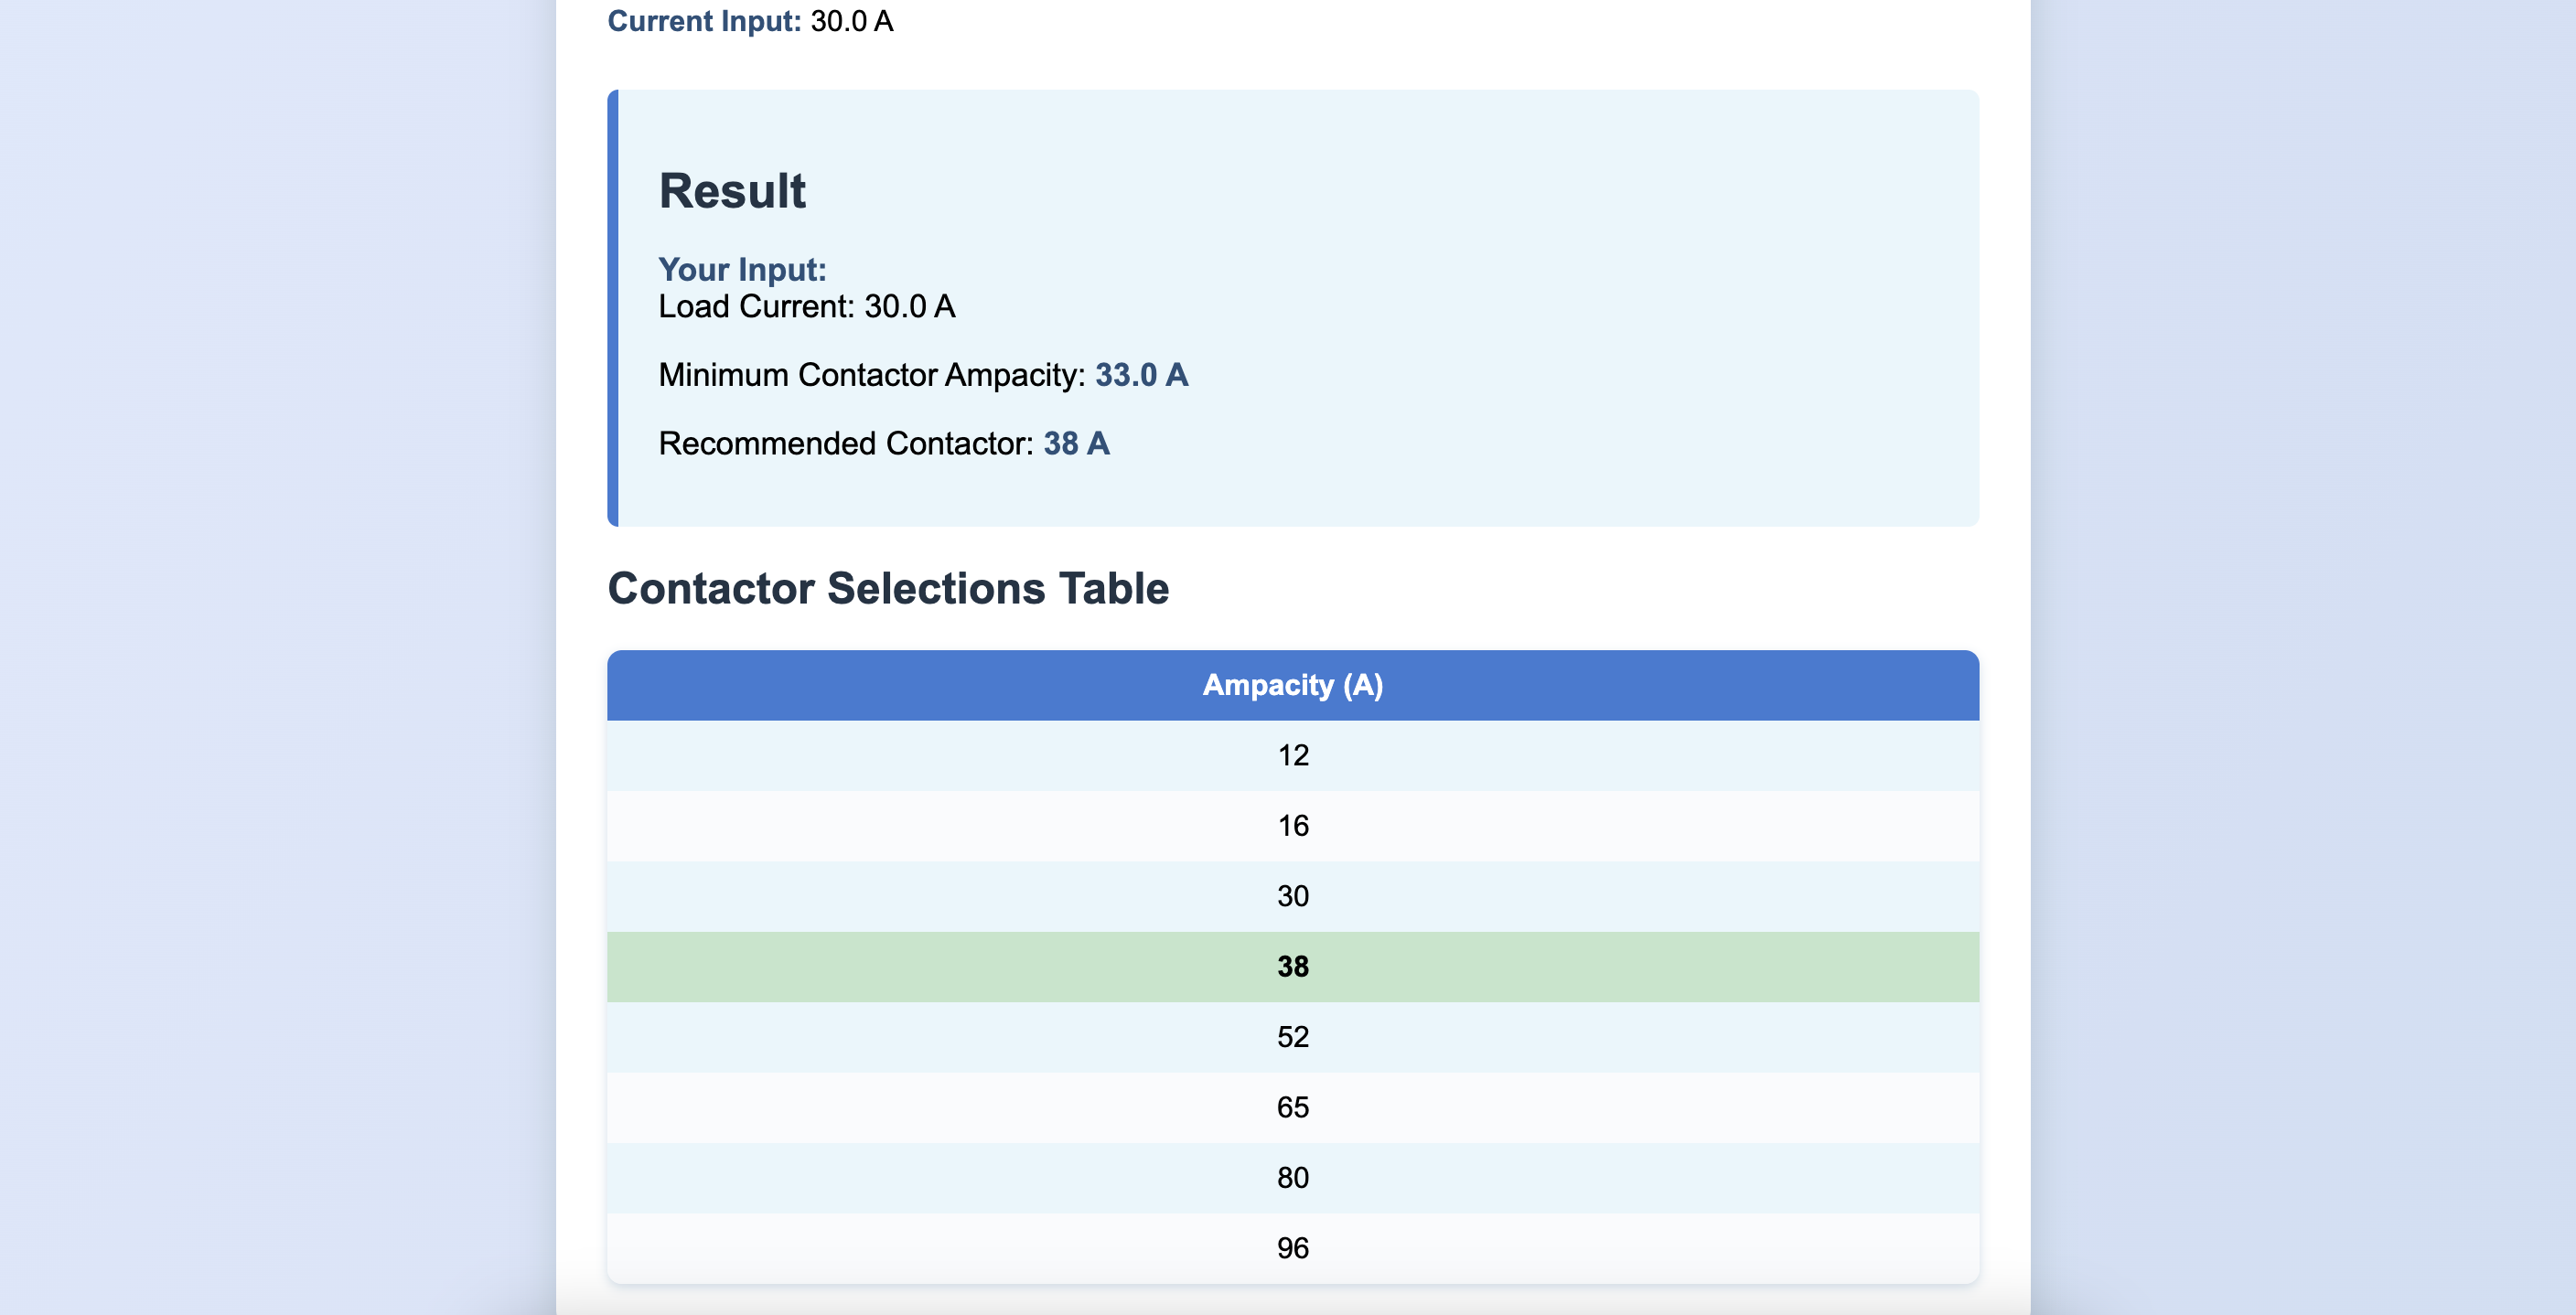 Current Input: 30.0 A
Result
Your Input:
Load Current: 30.0 A
Minimum Contactor Ampacity: 33.0 A
Recommended Contactor: 38 A
Contactor Selections Table
Ampacity (A)
12
16
30
38
52
65
80
96